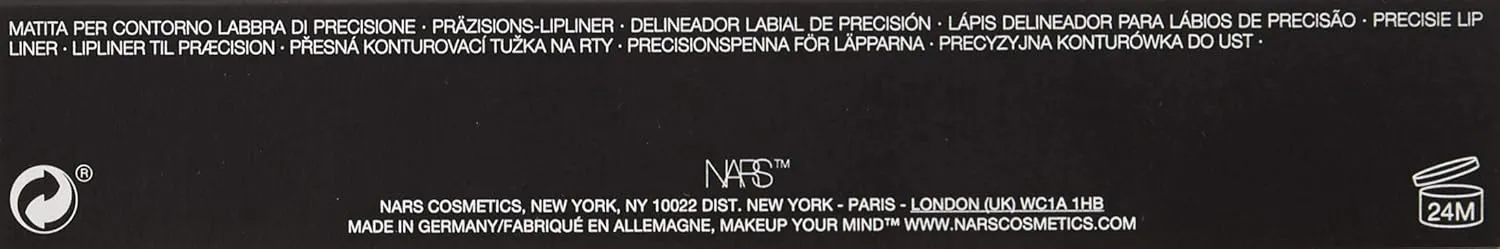 MATITA PER CONTORNO LABBRA DI PRECISIONE · PRÄZISIONS-LIPLINER · DELINEADOR LABIAL DE PRECISIÓN · LÁPIS DELINEADOR PARA LÁBIOS DE PRECISÃO · PRECISIE LIP
LINER · LIPLINER TIL PRÆCISION · PŘESNÁ KONTUROVACÍ TUŽKA NA RTY · PRECISIONSPENNA FÖR LÄPPARNA · PRECYZYJNA KONTURÓWKA DO UST ·
®
NARS™
NARS COSMETICS, NEW YORK, NY 10022 DIST. NEW YORK - PARIS - LONDON (UK) WC1A 1HB
MADE IN GERMANY/FABRIQUÉ EN ALLEMAGNE, MAKEUP YOUR MIND™ WWW.NARSCOSMETICS.COM
24M